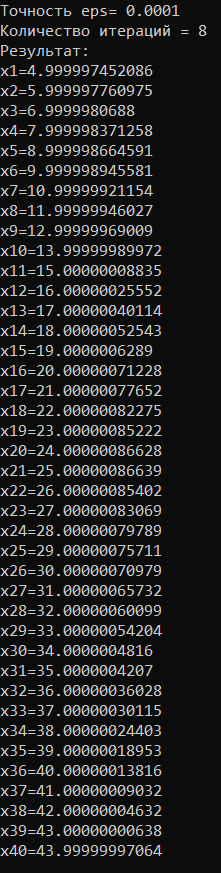 Точность eps= 0.0001
Количество итераций = 8
Результат:
x1=4.999997452086
x2=5.999997760975
x3=6.9999980688
x4=7.999998371258
x5=8.999998664591
x6=9.999998945581
x7=10.99999921154
x8=11.99999946027
x9=12.99999969009
x10=13.99999989972
x11=15.00000008835
x12=16.00000025552
x13=17.00000040114
x14=18.00000052543
x15=19.0000006289
x16=20.00000071228
x17=21.00000077652
x18=22.00000082275
x19=23.00000085222
x20=24.00000086628
x21=25.00000086639
x22=26.00000085402
x23=27.00000083069
x24=28.00000079789
x25=29.00000075711
x26=30.00000070979
x27=31.00000065732
x28=32.00000060099
x29=33.00000054204
x30=34.0000004816
x31=35.0000004207
x32=36.00000036028
x33=37.00000030115
x34=38.00000024403
x35=39.00000018953
x36=40.00000013816
x37=41.00000009032
x38=42.00000004632
x39=43.00000000638
x40=43.99999997064